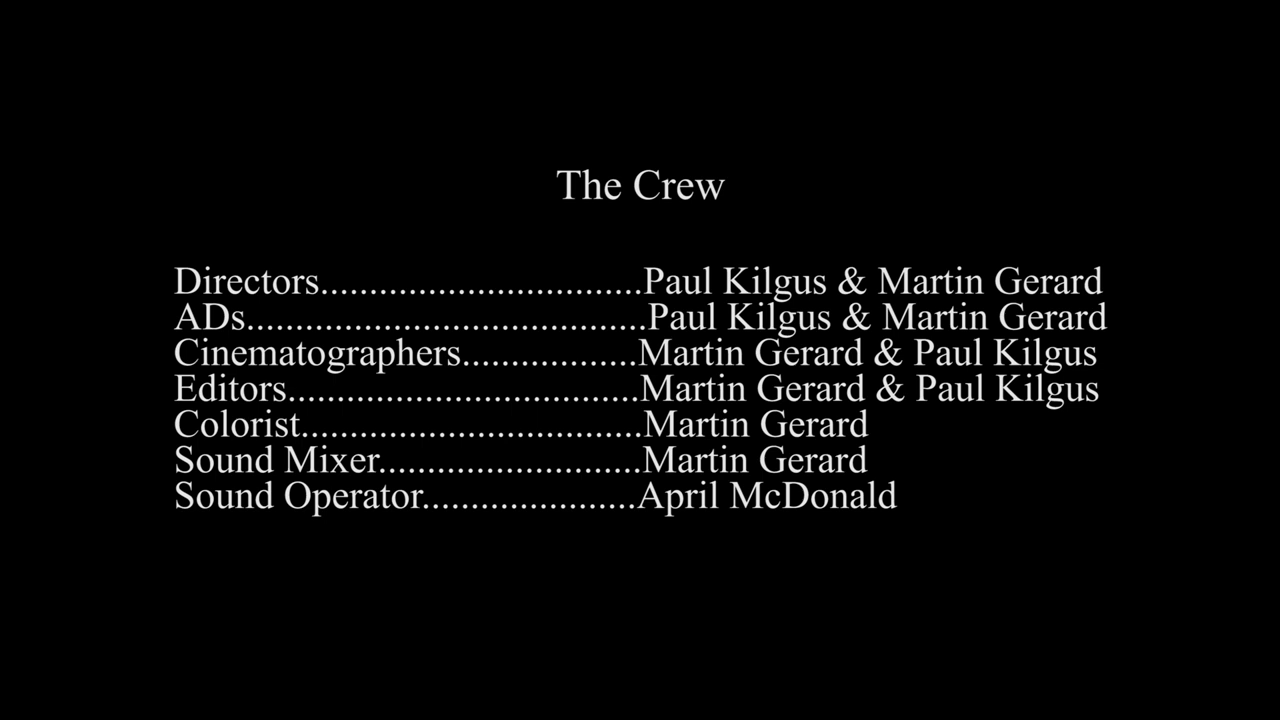 The Crew
Directors.................................Paul Kilgus & Martin Gerard
ADs.........................................Paul Kilgus & Martin Gerard
Cinematographers..................Martin Gerard & Paul Kilgus
Editors....................................Martin Gerard & Paul Kilgus
Colorist...................................Martin Gerard
Sound Mixer...........................Martin Gerard
Sound Operator......................April McDonald